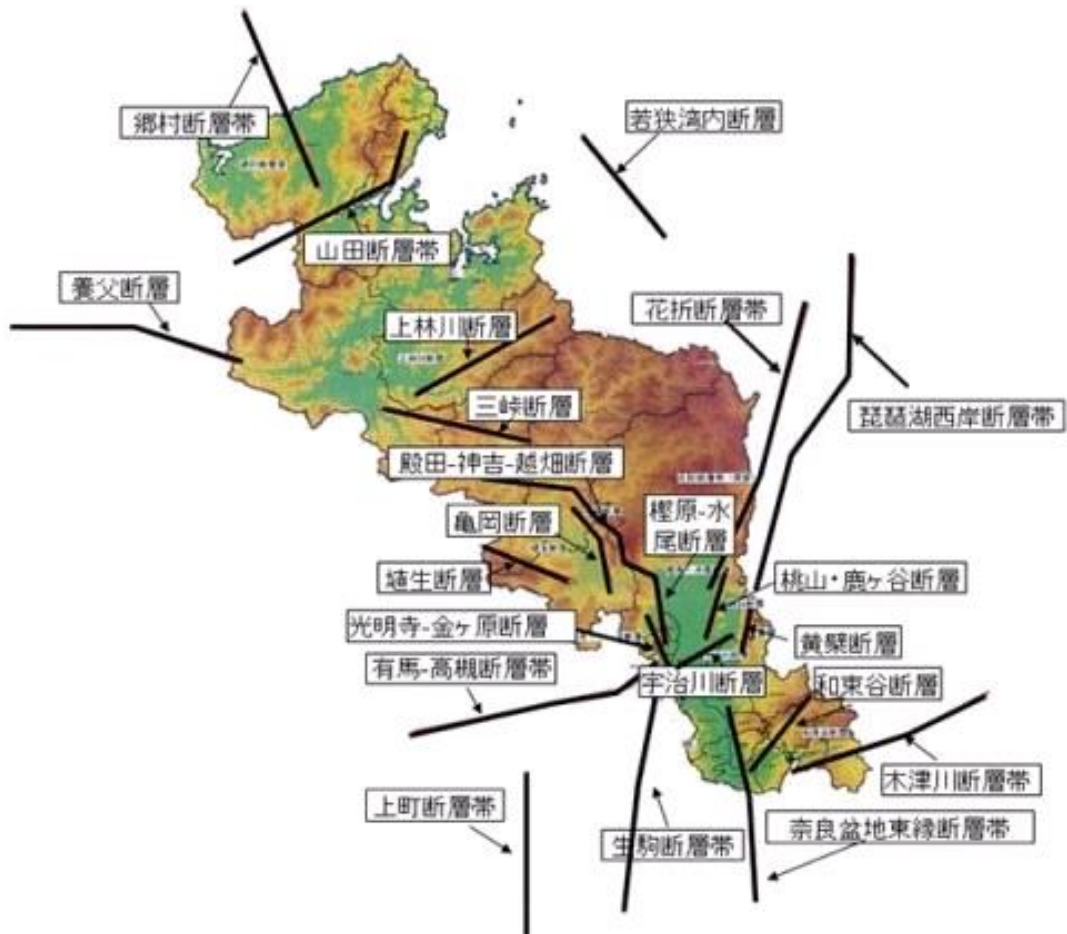 郷村断層帯
若狭湾内断層
山田断層帯
養父断層
花折断層帯
上林川断層
三峠断層
琵琶湖西岸断層帯
殿田-神吉-越畑断層
樫原-水
尾断層
亀岡断層
埴生断層
桃山・鹿ヶ谷断層
光明寺-金ヶ原断層
黄檗断層
有馬-高槻断層帯
宇治川断層
和束谷断層
木津川断層帯
上町断層帯
生駒断層帯
奈良盆地東縁断層帯